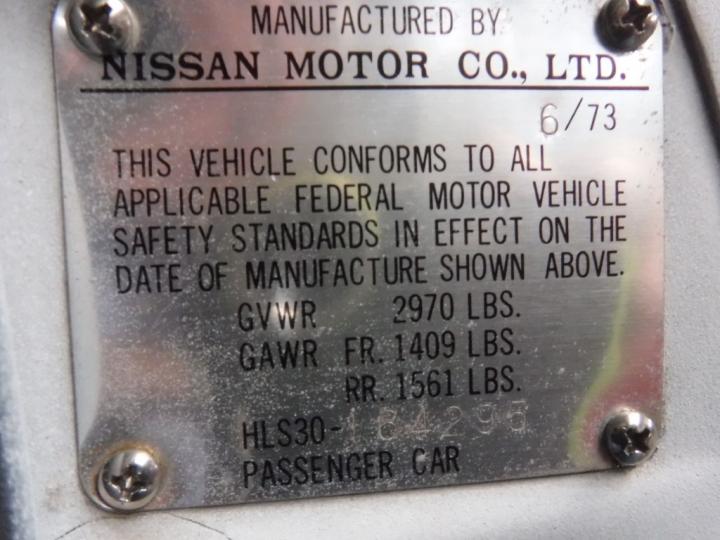 MANUFACTURED BY
NISSAN MOTOR CO., LTD.
6/73
THIS VEHICLE CONFORMS TO ALL
APPLICABLE FEDERAL MOTOR VEHICLE
SAFETY STANDARDS IN EFFECT ON THE
DATE OF MANUFACTURE SHOWN ABOVE.
GVWR 2970 LBS.
GAWR FR. 1409 LBS.
RR. 1561 LBS.
HLS30-
PASSENGER CAR